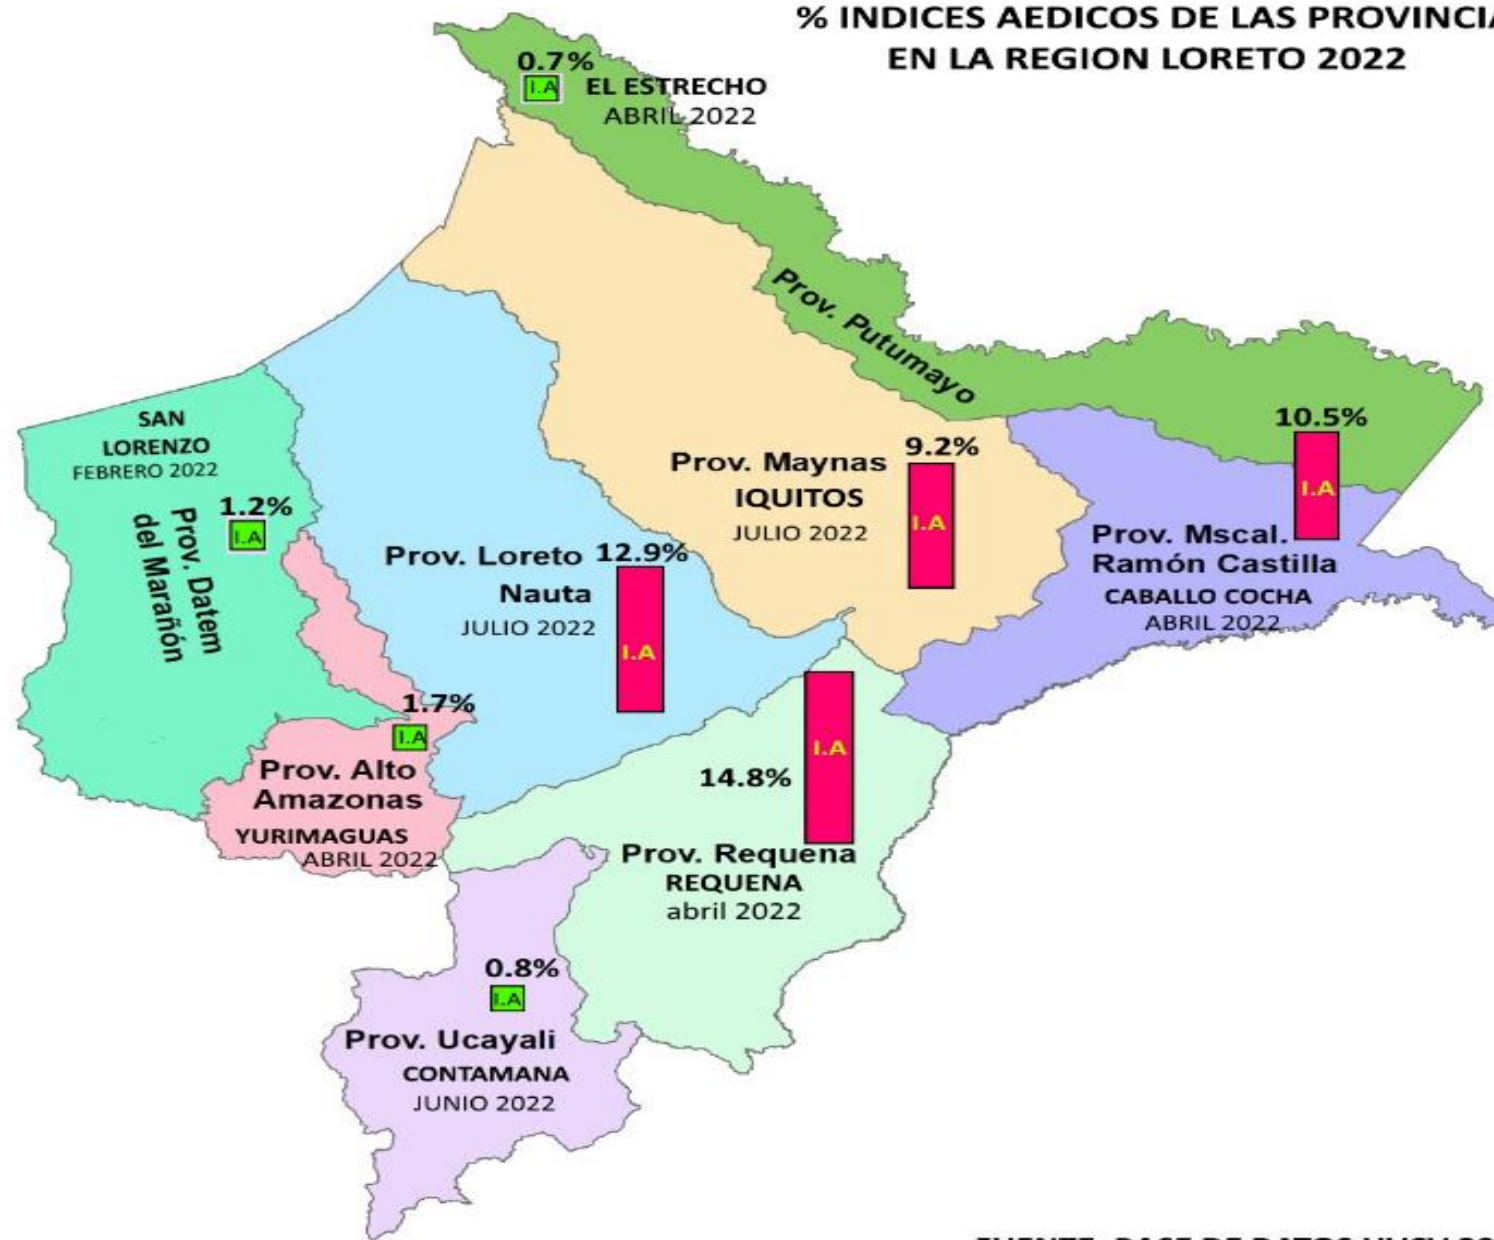 % INDICES AEDICOS DE LAS PROVINCIA
EN LA REGION LORETO 2022
0.7%
I.A
EL ESTRECHO
ABRIL 2022
Prov. Putumayo
SAN
LORENZO
FEBRERO 2022
1.2%
I.A
Prov. Datem
del Marañón
Prov. Loreto
Nauta
JULIO 2022
12.9%
I.A
Prov. Maynas
IQUITOS
JULIO 2022
9.2%
I.A
10.5%
I.A
Prov. Mscal.
Ramón Castilla
CABALLO COCHA
ABRIL 2022
1.7%
I.A
Prov. Alto
Amazonas
YURIMAGUAS
ABRIL 2022
I.A
14.8%
Prov. Requena
REQUENA
abril 2022
0.8%
I.A
Prov. Ucayali
CONTAMANA
JUNIO 2022